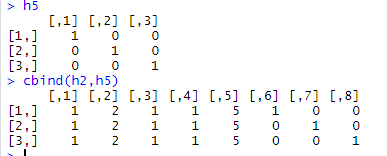 > h5
     [,1] [,2] [,3]
[1,]    1    0    0
[2,]    0    1    0
[3,]    0    0    1
> cbind(h2,h5)
     [,1] [,2] [,3] [,4] [,5] [,6] [,7] [,8]
[1,]    1    2    1    1    5    1    0    0
[2,]    1    2    1    1    5    0    1    0
[3,]    1    2    1    1    5    0    0    1
>